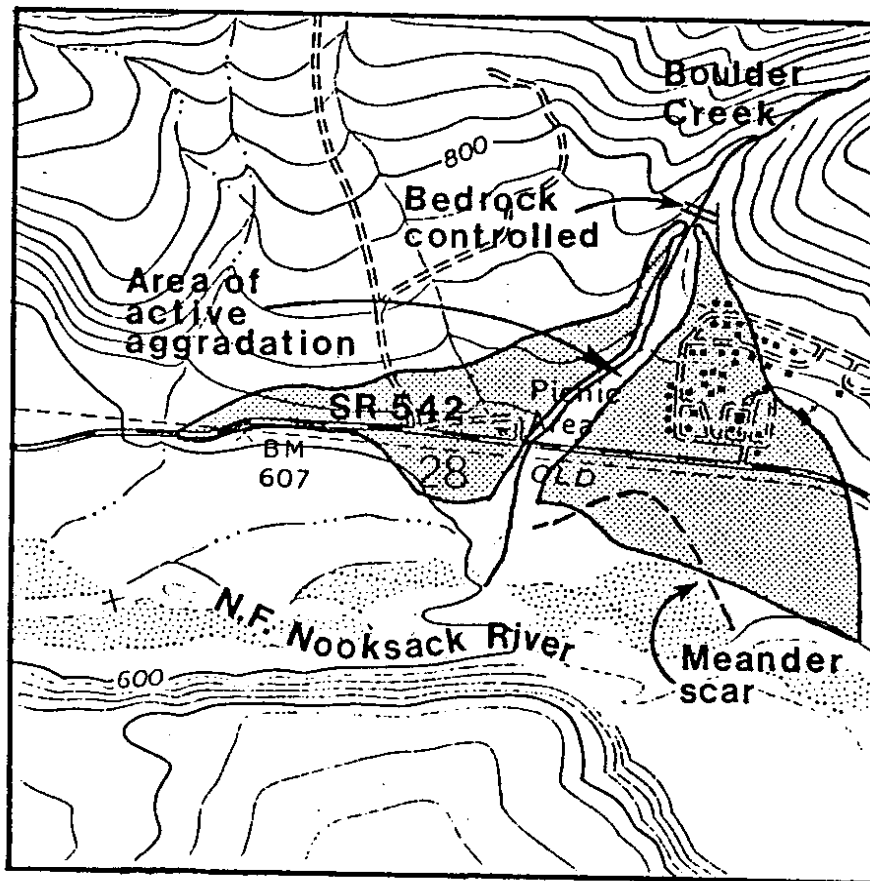 Boulder
Creek
800
Bedrock
controlled
Area of
active
aggradation
SR 542
Picnic
Area
BM
607
28
OLD
N.F. Nooksack River
600
Meander
scar